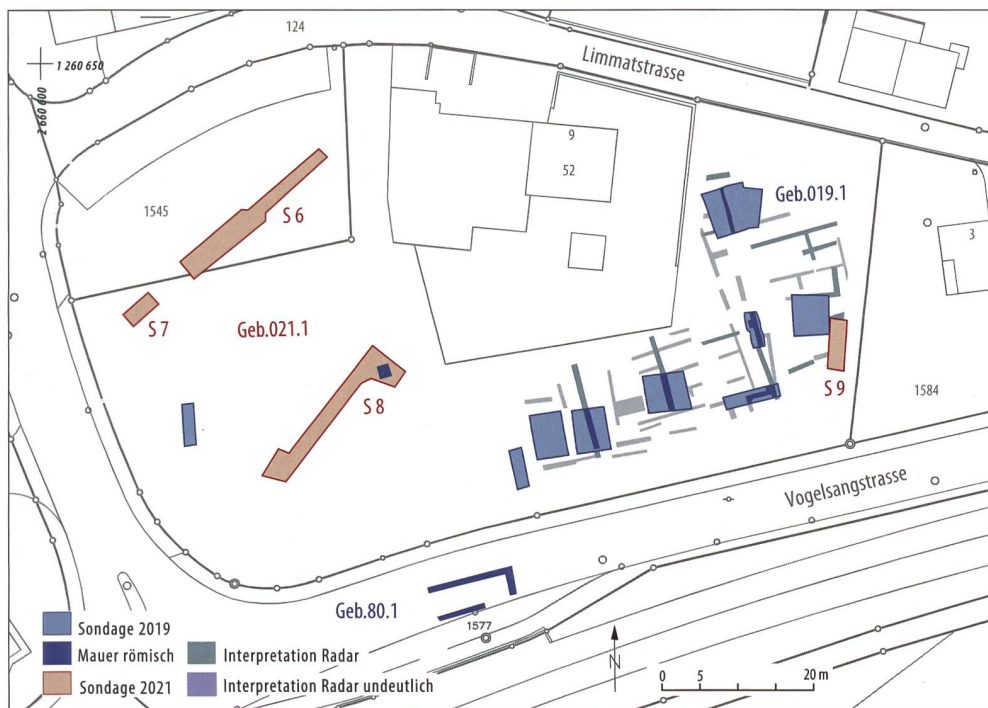 124
Limmatstrasse
1 260 650
2 660 600
9
52
1545
S 6
Geb.019.1
3
S 7
Geb.021.1
S 8
S 9
1584
Vogelsangstrasse
Geb.80.1
1577
Sondage 2019
Mauer römisch
Interpretation Radar
Sondage 2021
Interpretation Radar undeutlich
N
0 5 20 m